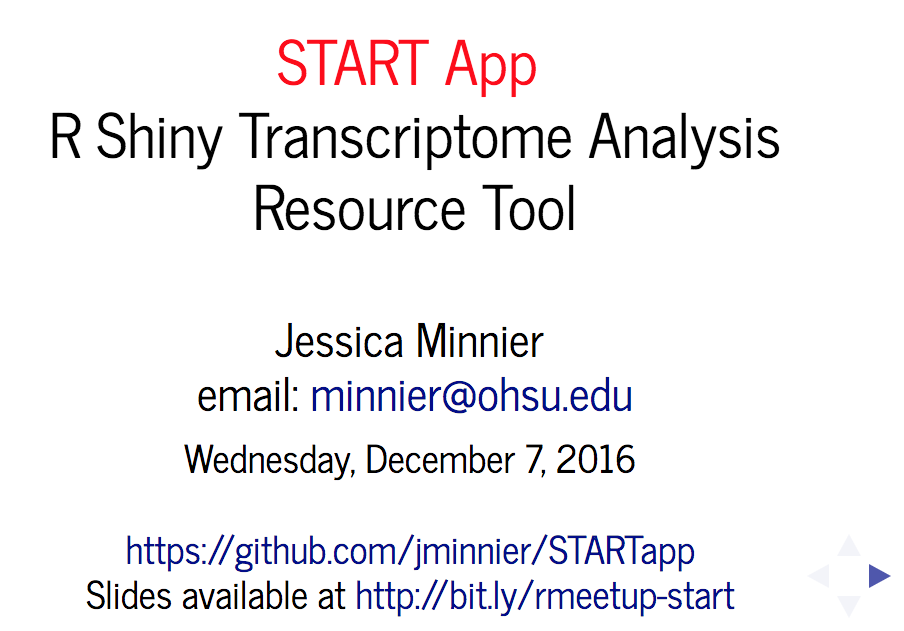 START App
R Shiny Transcriptome Analysis
Resource Tool
Jessica Minnier
email: minnier@ohsu.edu
Wednesday, December 7, 2016
https://github.com/jminnier/STARTapp
Slides available at http://bit.ly/rmeetup-start